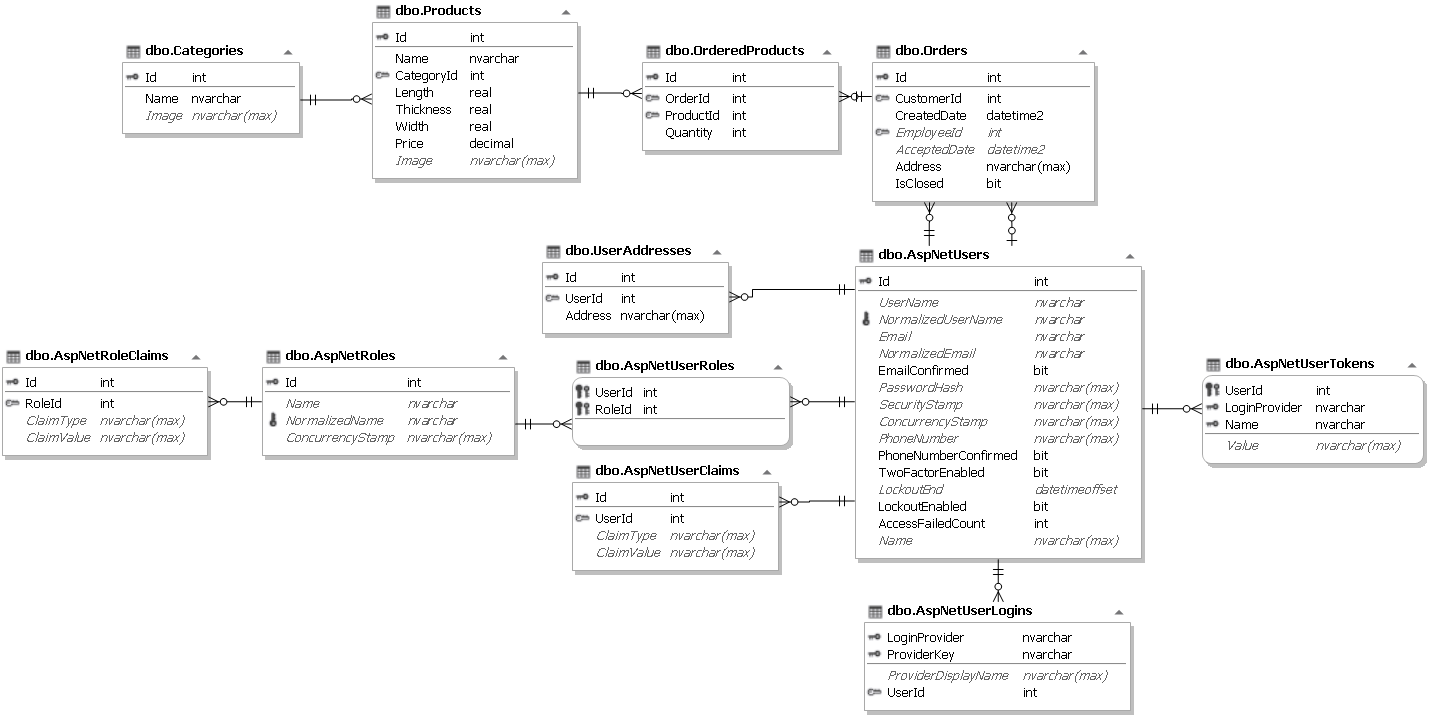 dbo.Categories
Id int
Name nvarchar
Image nvarchar(max)
dbo.Products
Id int
Name nvarchar
CategoryId int
Length real
Thickness real
Width real
Price decimal
Image nvarchar(max)
dbo.OrderedProducts
Id int
OrderId int
ProductId int
Quantity int
dbo.Orders
Id int
CustomerId int
CreatedDate datetime2
EmployeeId int
AcceptedDate datetime2
Address nvarchar(max)
IsClosed bit
dbo.UserAddresses
Id int
UserId int
Address nvarchar(max)
dbo.AspNetUsers
Id int
UserName nvarchar
NormalizedUserName nvarchar
Email nvarchar
NormalizedEmail nvarchar
EmailConfirmed bit
PasswordHash nvarchar(max)
SecurityStamp nvarchar(max)
ConcurrencyStamp nvarchar(max)
PhoneNumber nvarchar(max)
PhoneNumberConfirmed bit
TwoFactorEnabled bit
LockoutEnd datetimeoffset
LockoutEnabled bit
AccessFailedCount int
Name nvarchar(max)
dbo.AspNetRoleClaims
Id int
RoleId int
ClaimType nvarchar(max)
ClaimValue nvarchar(max)
dbo.AspNetRoles
Id int
Name nvarchar
NormalizedName nvarchar
ConcurrencyStamp nvarchar(max)
dbo.AspNetUserRoles
UserId int
RoleId int
dbo.AspNetUserTokens
UserId int
LoginProvider nvarchar
Name nvarchar
Value nvarchar(max)
dbo.AspNetUserClaims
Id int
UserId int
ClaimType nvarchar(max)
ClaimValue nvarchar(max)
dbo.AspNetUserLogins
LoginProvider nvarchar
ProviderKey nvarchar
ProviderDisplayName nvarchar(max)
UserId int